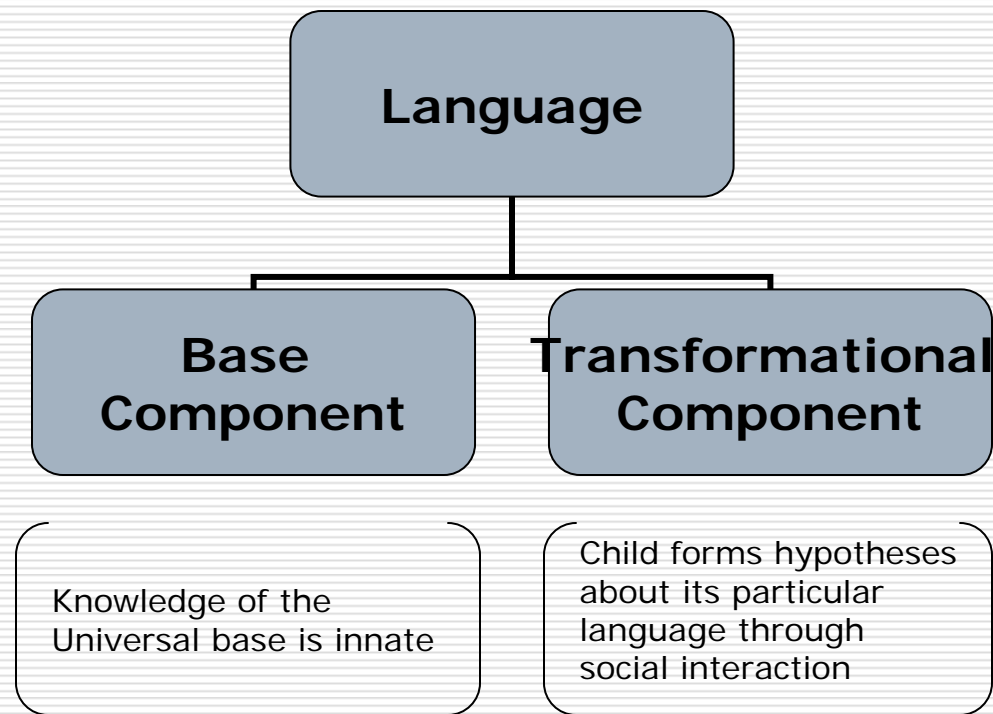 Language
Base
Component
Transformational
Component
Knowledge of the
Universal base is innate
Child forms hypotheses
about its particular
language through
social interaction